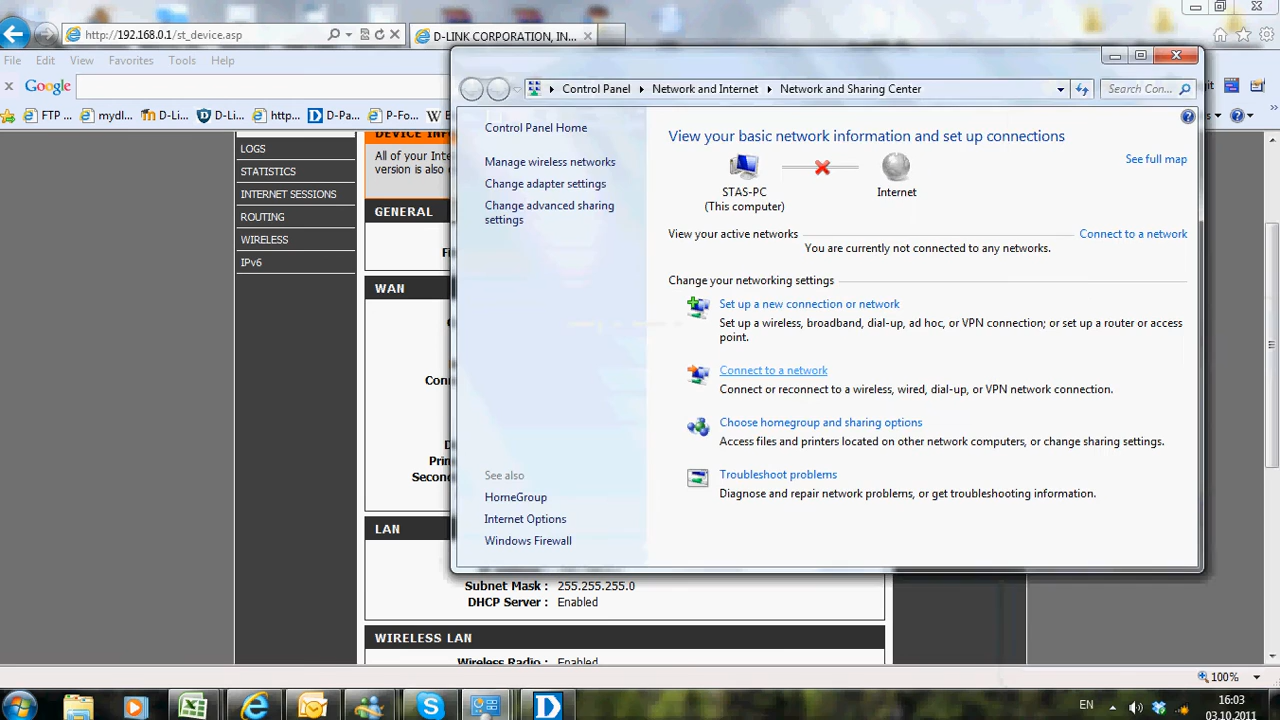 http://192.168.0.1/st_device.asp
D-LINK CORPORATION, IN...
File Edit View Favorites Tools Help
Google
FTP ... mydl... D-Li... D-Li... http... D-Pa... P-Fo...
Control Panel Network and Internet Network and Sharing Center
Search Con...
DEVICE INF
All of your Inte
version is also
LOGS
STATISTICS
INTERNET SESSIONS
ROUTING
WIRELESS
IPv6
GENERAL
Fi
WAN
Conn
D
Prin
Secon
LAN
Subnet Mask : 255.255.255.0
DHCP Server : Enabled
WIRELESS LAN
Wireless Radio : Enabled
Control Panel Home
Manage wireless networks
Change adapter settings
Change advanced sharing
settings
See also
HomeGroup
Internet Options
Windows Firewall
View your basic network information and set up connections
See full map
STAS-PC
(This computer)
Internet
View your active networks
Connect to a network
You are currently not connected to any networks.
Change your networking settings
Set up a new connection or network
Set up a wireless, broadband, dial-up, ad hoc, or VPN connection; or set up a router or access
point.
Connect to a network
Connect or reconnect to a wireless, wired, dial-up, or VPN network connection.
Choose homegroup and sharing options
Access files and printers located on other network computers, or change sharing settings.
Troubleshoot problems
Diagnose and repair network problems, or get troubleshooting information.
100%
EN
16:03
03.10.2011